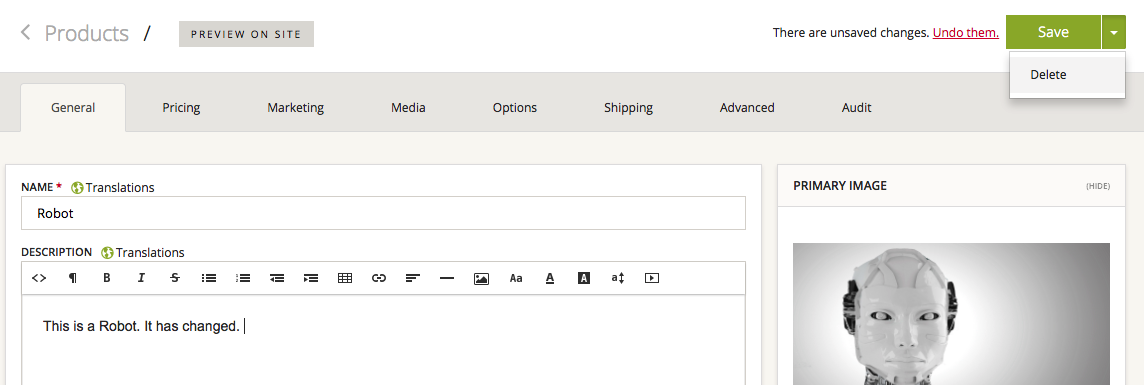 Products / PREVIEW ON SITE There are unsaved changes. Undo them. Save
Delete
General Pricing Marketing Media Options Shipping Advanced Audit
NAME * Translations
Robot
DESCRIPTION Translations
B I S Aa A A a
This is a Robot. It has changed.
PRIMARY IMAGE (HIDE)